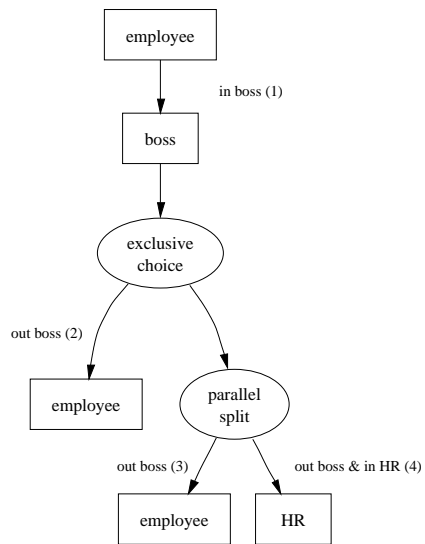 employee
in boss (1)
boss
exclusive
choice
out boss (2)
employee
parallel
split
out boss (3)
out boss & in HR (4)
employee
HR